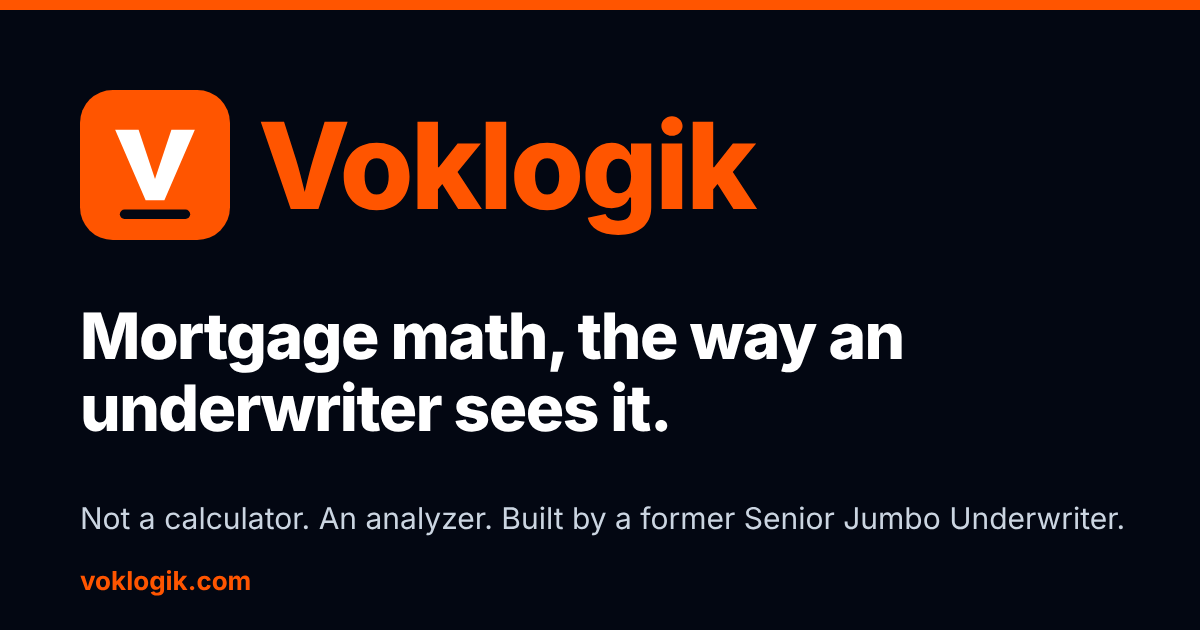 V Voklogik
Mortgage math, the way an
underwriter sees it.
Not a calculator. An analyzer. Built by a former Senior Jumbo Underwriter.
voklogik.com